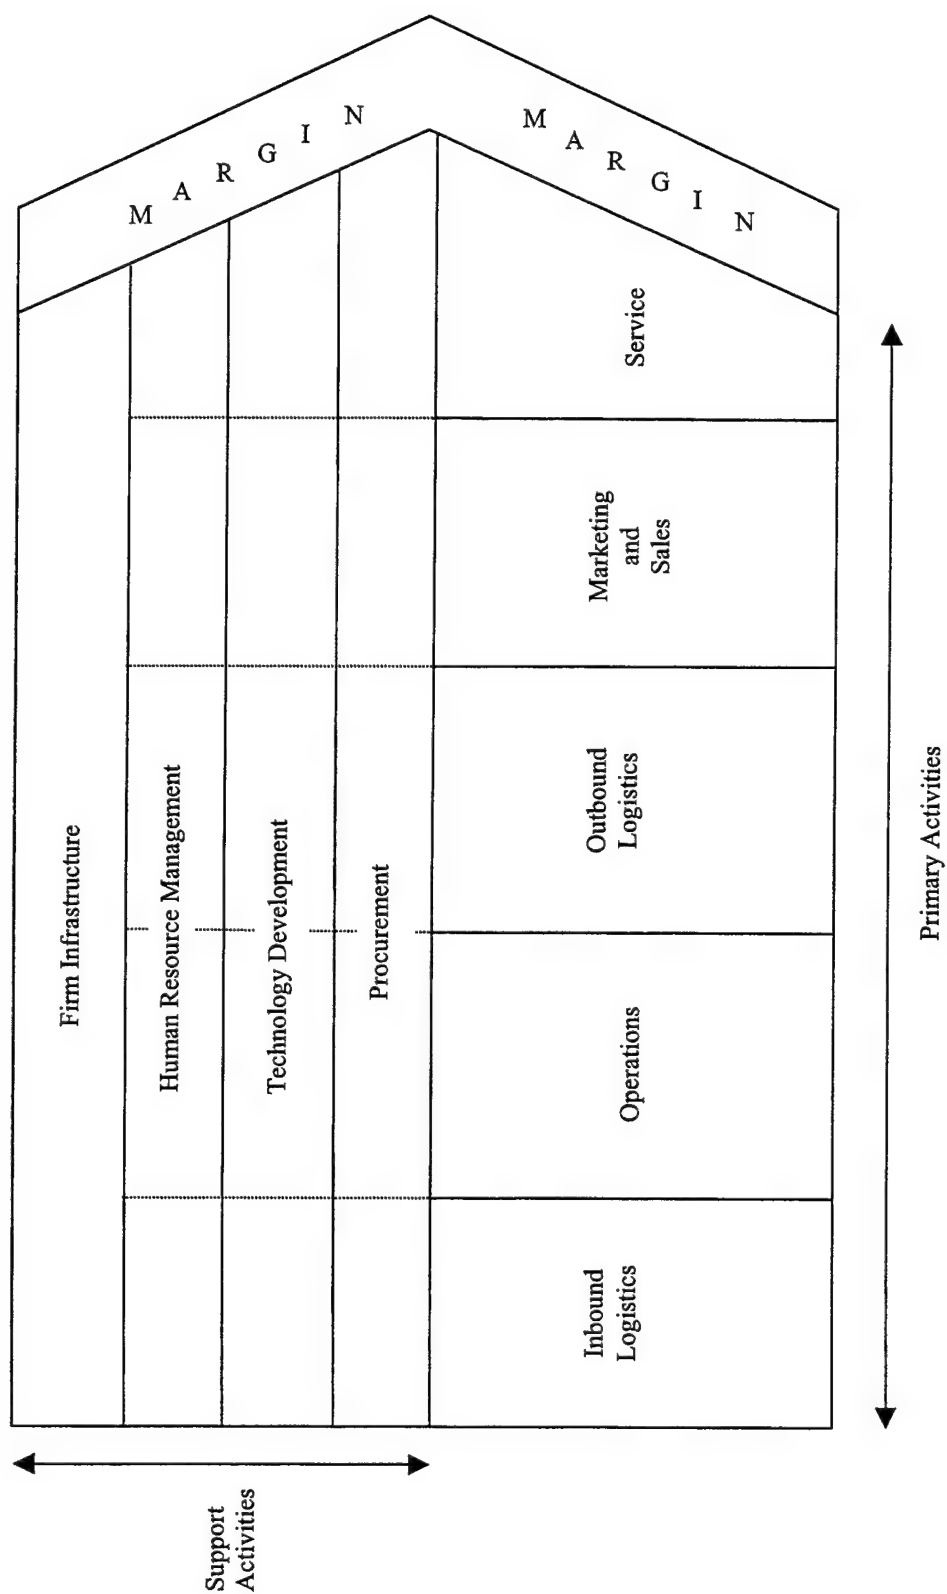 Support
Activities
Firm Infrastructure
Human Resource Management
Technology Development
Procurement
Inbound
Logistics
Operations
Outbound
Logistics
Marketing
and
Sales
Service
MARGIN
MARGIN
Primary Activities